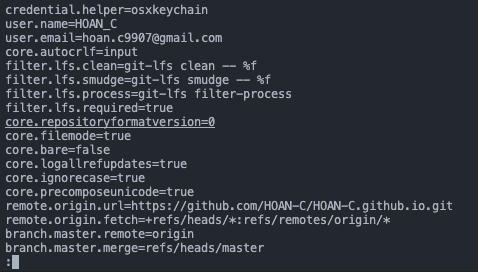 credential.helper=osxkeychain
user.name=HOAN_C
user.email=hoan.c9907@gmail.com
core.autocrlf=input
filter.lfs.clean=git-lfs clean -- %f
filter.lfs.smudge=git-lfs smudge -- %f
filter.lfs.process=git-lfs filter-process
filter.lfs.required=true
core.repositoryformatversion=0
core.filemode=true
core.bare=false
core.logallrefupdates=true
core.ignorecase=true
core.precomposeunicode=true
remote.origin.url=https://github.com/HOAN-C/HOAN-C.github.io.git
remote.origin.fetch=+refs/heads/*:refs/remotes/origin/*
branch.master.remote=origin
branch.master.merge=refs/heads/master
: